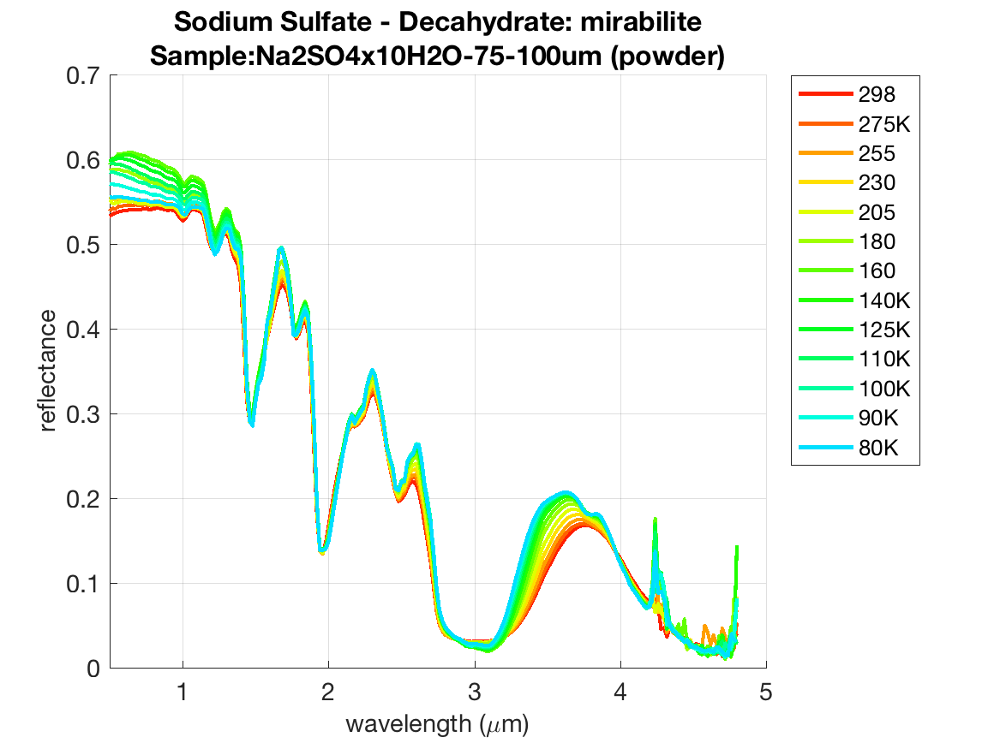 Sodium Sulfate - Decahydrate: mirabilite
Sample:Na2SO4x10H2O-75-100um (powder)
0.7
0.6
0.5
0.4
0.3
0.2
0.1
0
reflectance
1 2 3 4 5
wavelength (μm)
298
275K
255
230
205
180
160
140K
125K
110K
100K
90K
80K